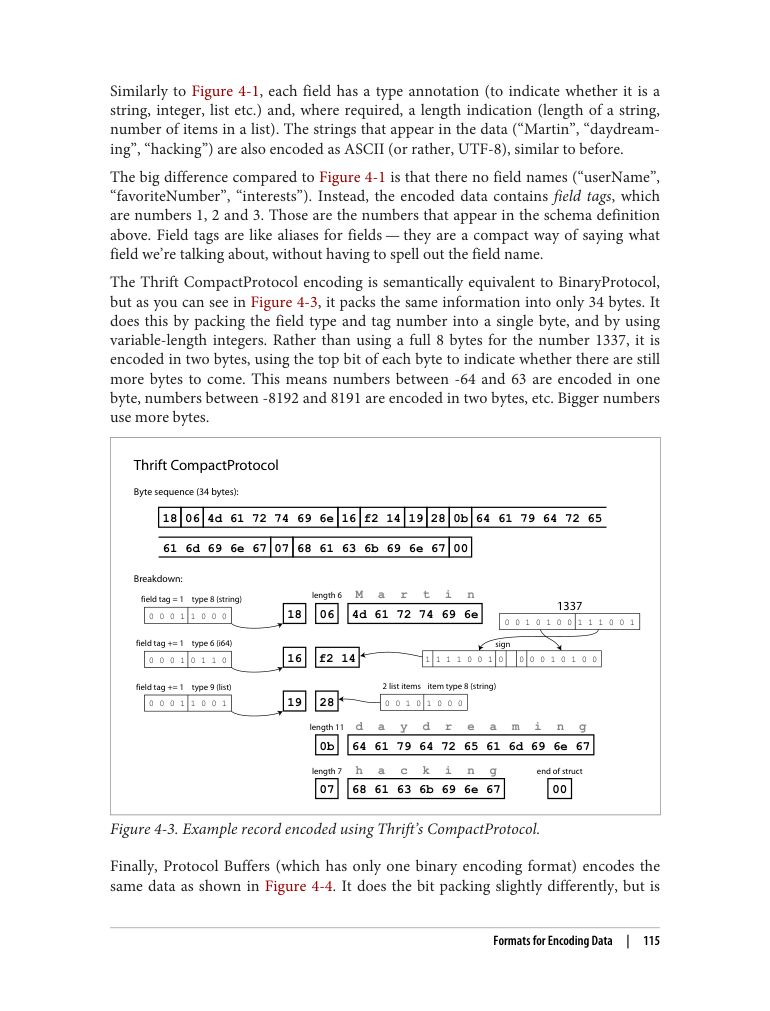 Similarly to Figure 4-1, each field has a type annotation (to indicate whether it is a
string, integer, list etc.) and, where required, a length indication (length of a string,
number of items in a list). The strings that appear in the data (“Martin”, “daydream-
ing”, “hacking”) are also encoded as ASCII (or rather, UTF-8), similar to before.
The big difference compared to Figure 4-1 is that there no field names (“userName”,
“favoriteNumber”, “interests”). Instead, the encoded data contains field tags, which
are numbers 1, 2 and 3. Those are the numbers that appear in the schema definition
above. Field tags are like aliases for fields — they are a compact way of saying what
field we’re talking about, without having to spell out the field name.
The Thrift CompactProtocol encoding is semantically equivalent to BinaryProtocol,
but as you can see in Figure 4-3, it packs the same information into only 34 bytes. It
does this by packing the field type and tag number into a single byte, and by using
variable-length integers. Rather than using a full 8 bytes for the number 1337, it is
encoded in two bytes, using the top bit of each byte to indicate whether there are still
more bytes to come. This means numbers between -64 and 63 are encoded in one
byte, numbers between -8192 and 8191 are encoded in two bytes, etc. Bigger numbers
use more bytes.
Thrift CompactProtocol
Byte sequence (34 bytes):
18 06 4d 61 72 74 69 6e 16 f2 14 19 28 0b 64 61 79 64 72 65
61 6d 69 6e 67 07 68 61 63 6b 69 6e 67 00
Breakdown:
field tag = 1 type 8 (string) length 6 M a r t i n
0 0 0 1 1 0 0 0 18 06 4d 61 72 74 69 6e
1337
0 0 1 0 1 0 0 1 1 1 0 0 1
field tag += 1 type 6 (i64) sign
0 0 0 1 0 1 1 0 16 f2 14 1 1 1 1 0 0 1 0 0 0 0 1 0 1 0 0
field tag += 1 type 9 (list) 2 list items item type 8 (string)
0 0 0 1 1 0 0 1 19 28 0 0 1 0 1 0 0 0
length 11 d a y d r e a m i n g
0b 64 61 79 64 72 65 61 6d 69 6e 67
length 7 h a c k i n g end of struct
07 68 61 63 6b 69 6e 67 00
Figure 4-3. Example record encoded using Thrift’s CompactProtocol.
Finally, Protocol Buffers (which has only one binary encoding format) encodes the
same data as shown in Figure 4-4. It does the bit packing slightly differently, but is
Formats for Encoding Data | 115